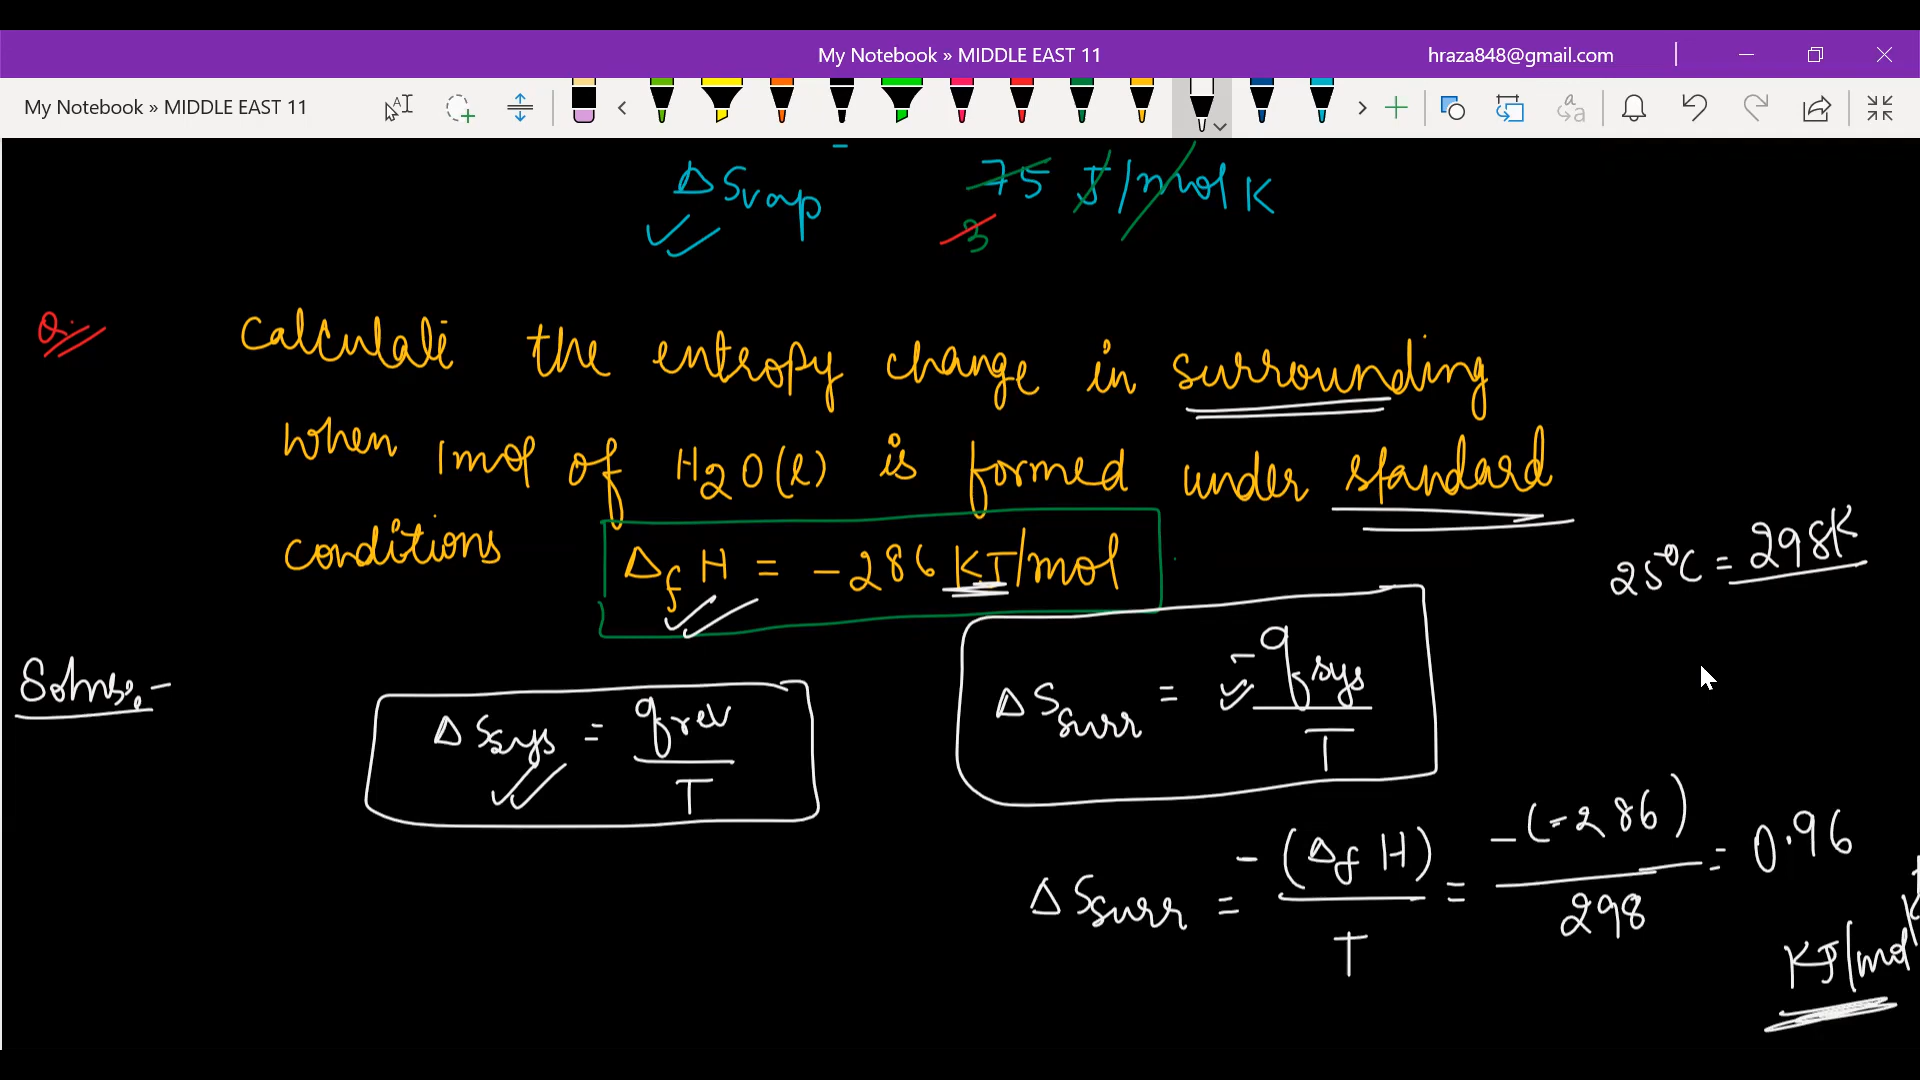 My Notebook » MIDDLE EAST 11
hraza848@gmail.com
My Notebook » MIDDLE EAST 11
ΔSvap 75 J/mol K
3
Q. Calculate the entropy change in surrounding
when 1mol of H2O(l) is formed under standard
conditions ΔfH = -286 KJ/mol
25°C = 298K
Solns:-
ΔSsys = qrev/T
ΔSsurr = -qsys/T
ΔSsurr = -(ΔfH)/T = -(-286)/298 = 0.96
KJ/mol